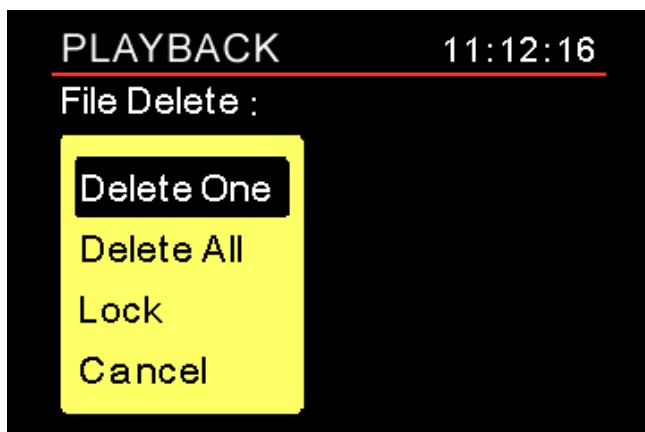 PLAYBACK 11:12:16
File Delete :
Delete One
Delete All
Lock
Cancel